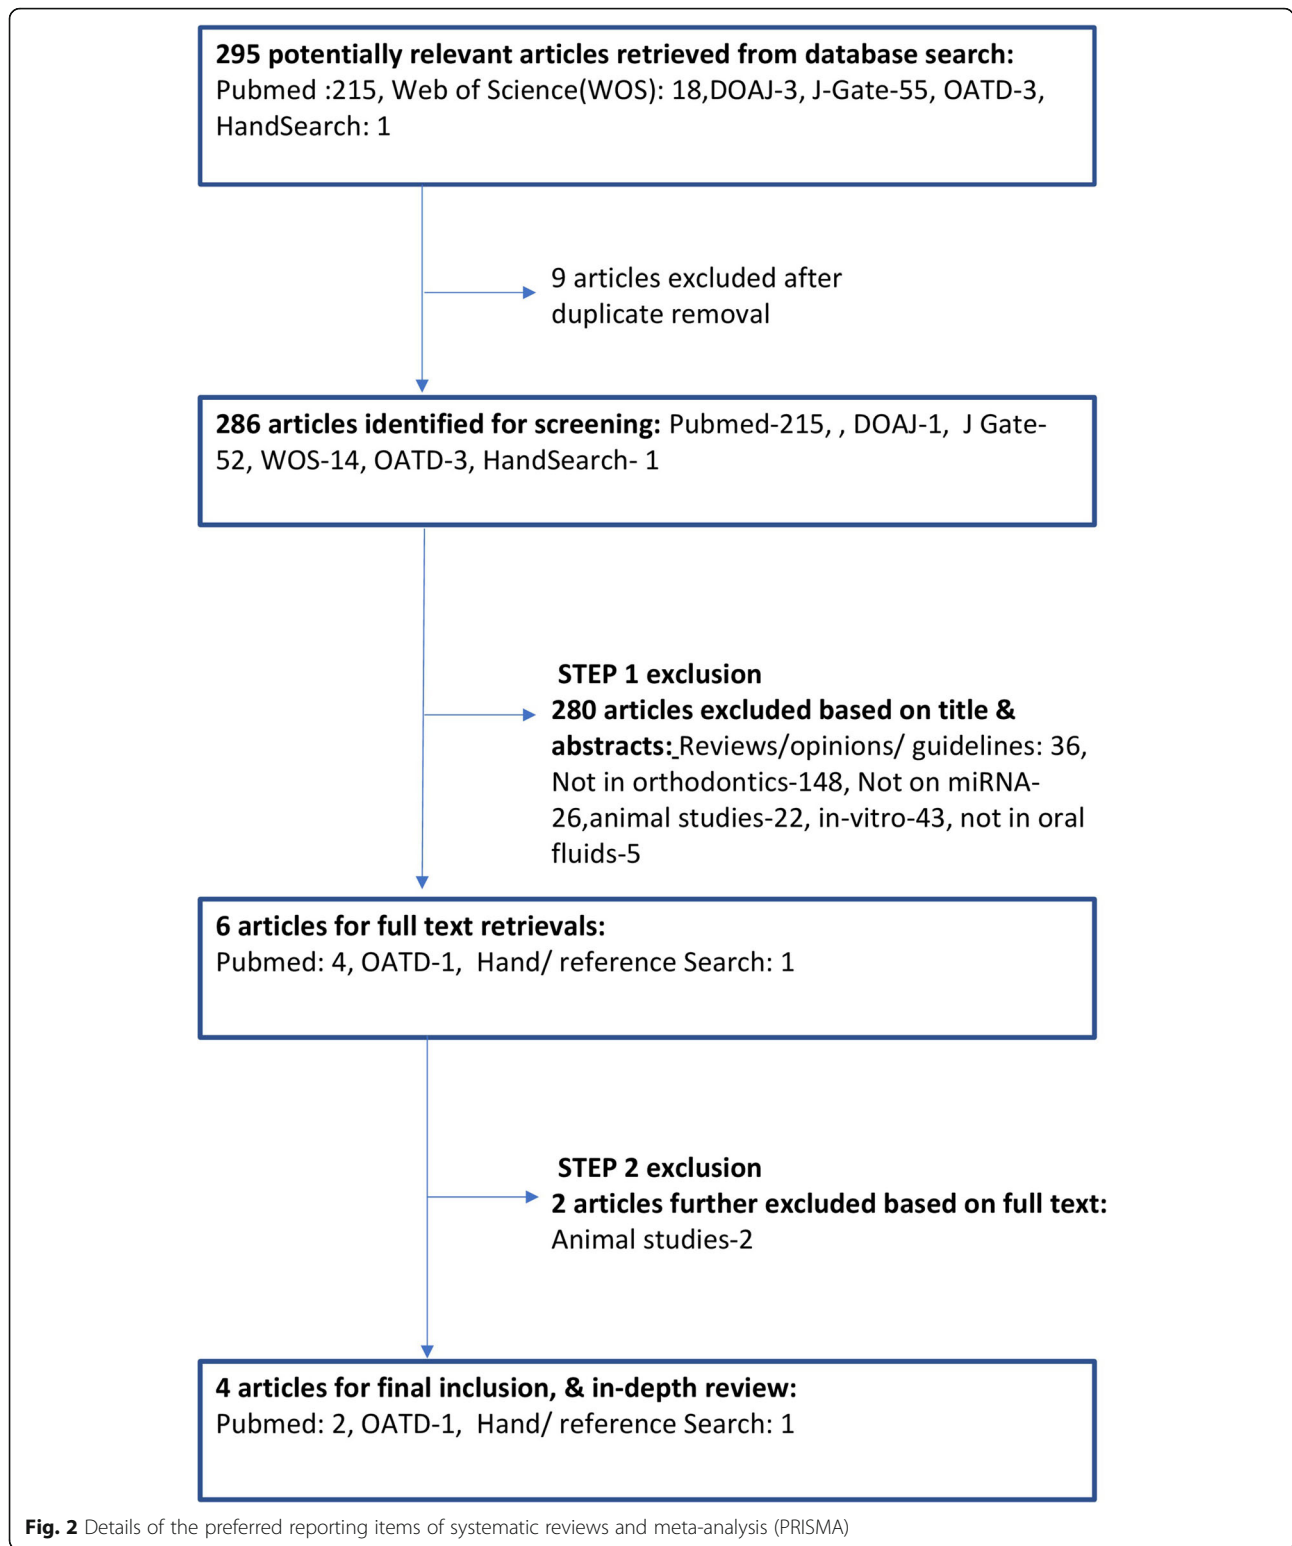 295 potentially relevant articles retrieved from database search:
Pubmed :215, Web of Science(WOS): 18,DOAJ-3, J-Gate-55, OATD-3,
HandSearch: 1
9 articles excluded after
duplicate removal
286 articles identified for screening: Pubmed-215, , DOAJ-1, J Gate-
52, WOS-14, OATD-3, HandSearch- 1
STEP 1 exclusion
280 articles excluded based on title &
abstracts: Reviews/opinions/ guidelines: 36,
Not in orthodontics-148, Not on miRNA-
26,animal studies-22, in-vitro-43, not in oral
fluids-5
6 articles for full text retrievals:
Pubmed: 4, OATD-1, Hand/ reference Search: 1
STEP 2 exclusion
2 articles further excluded based on full text:
Animal studies-2
4 articles for final inclusion, & in-depth review:
Pubmed: 2, OATD-1, Hand/ reference Search: 1
Fig. 2 Details of the preferred reporting items of systematic reviews and meta-analysis (PRISMA)